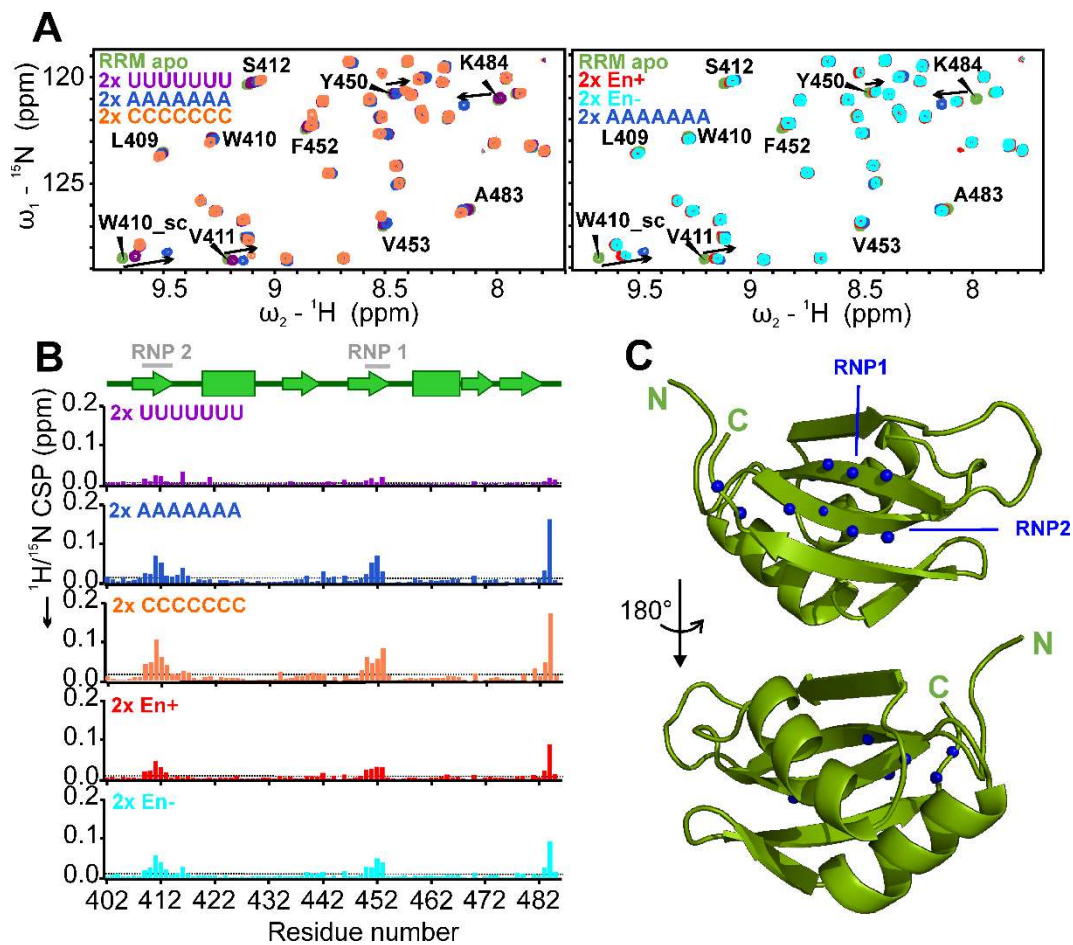 A
RRM apo
2x UUUUUUU
2x AAAAAAA
2x CCCCCCC
S412
Y450
K484
L409
W410
F452
A483
W410_sc
V411
V453
120
125
ω₁ - ¹⁵N (ppm)
9.5 9 8.5 8
ω₂ - ¹H (ppm)
RRM apo
2x En+
2x En-
2x AAAAAAA
S412
Y450
K484
L409
W410
F452
A483
W410_sc
V411
V453
9.5 9 8.5 8
ω₂ - ¹H (ppm)
B
RNP 2
RNP 1
0.2
2x UUUUUUU
0.1
0.0
0.2
2x AAAAAAA
0.1
0.0
0.2
2x CCCCCCC
0.1
0.0
0.2
2x En+
0.1
0.0
0.2
2x En-
0.1
0.0
¹H/¹⁵N CSP (ppm)
402 412 422 432 442 452 462 472 482
Residue number
C
RNP1
N
C
RNP2
180°
N
C